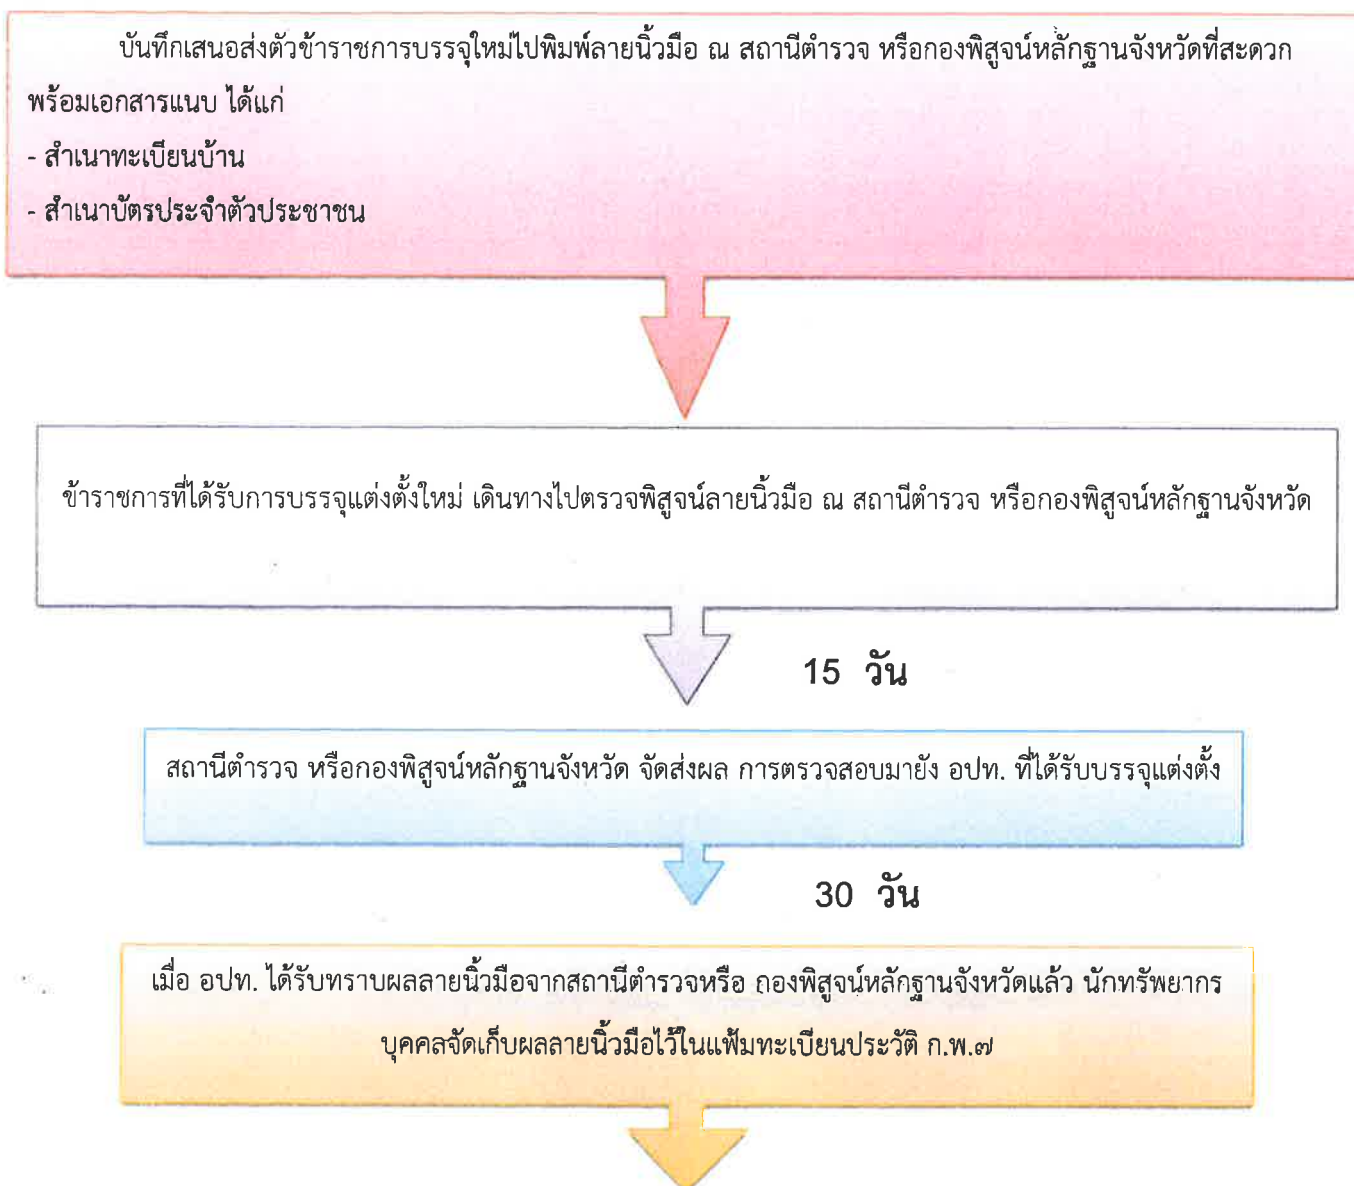 บันทึกเสนอส่งตัวข้าราชการบรรจุใหม่ไปพิมพ์ลายนิ้วมือ ณ สถานีตำรวจ หรือกองพิสูจน์หลักฐานจังหวัดที่สะดวก
พร้อมเอกสารแนบ ได้แก่
- สำเนาทะเบียนบ้าน
- สำเนาบัตรประจำตัวประชาชน
ข้าราชการที่ได้รับการบรรจุแต่งตั้งใหม่ เดินทางไปตรวจพิสูจน์ลายนิ้วมือ ณ สถานีตำรวจ หรือกองพิสูจน์หลักฐานจังหวัด
15 วัน
สถานีตำรวจ หรือกองพิสูจน์หลักฐานจังหวัด จัดส่งผล การตรวจสอบมายัง อปท. ที่ได้รับบรรจุแต่งตั้ง
30 วัน
เมื่อ อปท. ได้รับทราบผลลายนิ้วมือจากสถานีตำรวจหรือ กองพิสูจน์หลักฐานจังหวัดแล้ว นักทรัพยากร
บุคคลจัดเก็บผลลายนิ้วมือไว้ในแฟ้มทะเบียนประวัติ ก.พ.๗